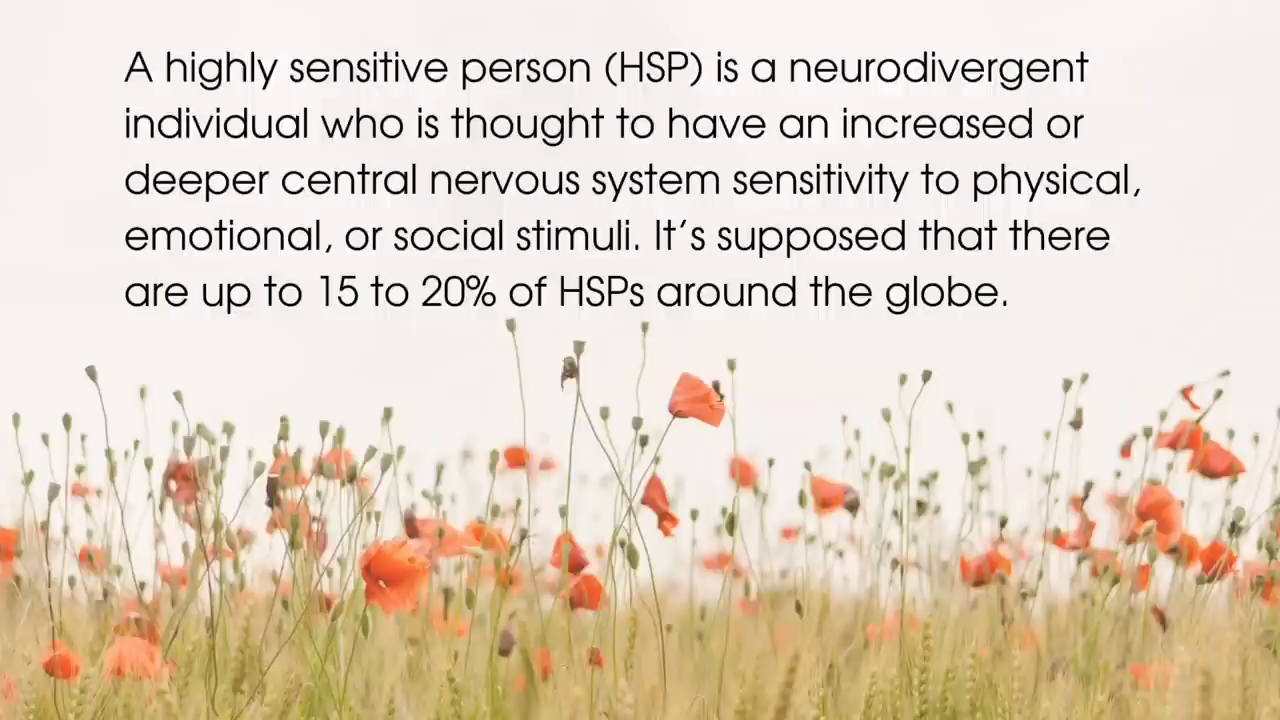 A highly sensitive person (HSP) is a neurodivergent
individual who is thought to have an increased or
deeper central nervous system sensitivity to physical,
emotional, or social stimuli. It’s supposed that there
are up to 15 to 20% of HSPs around the globe.